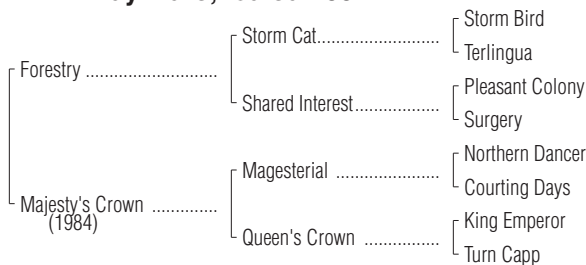 Storm Bird
Storm Cat..............................
Terlingua
Forestry ................................
Pleasant Colony
Shared Interest....................
Surgery
Northern Dancer
Magesterial .........................
Courting Days
Majesty's Crown ................
(1984)
King Emperor
Queen's Crown ..................
Turn Capp